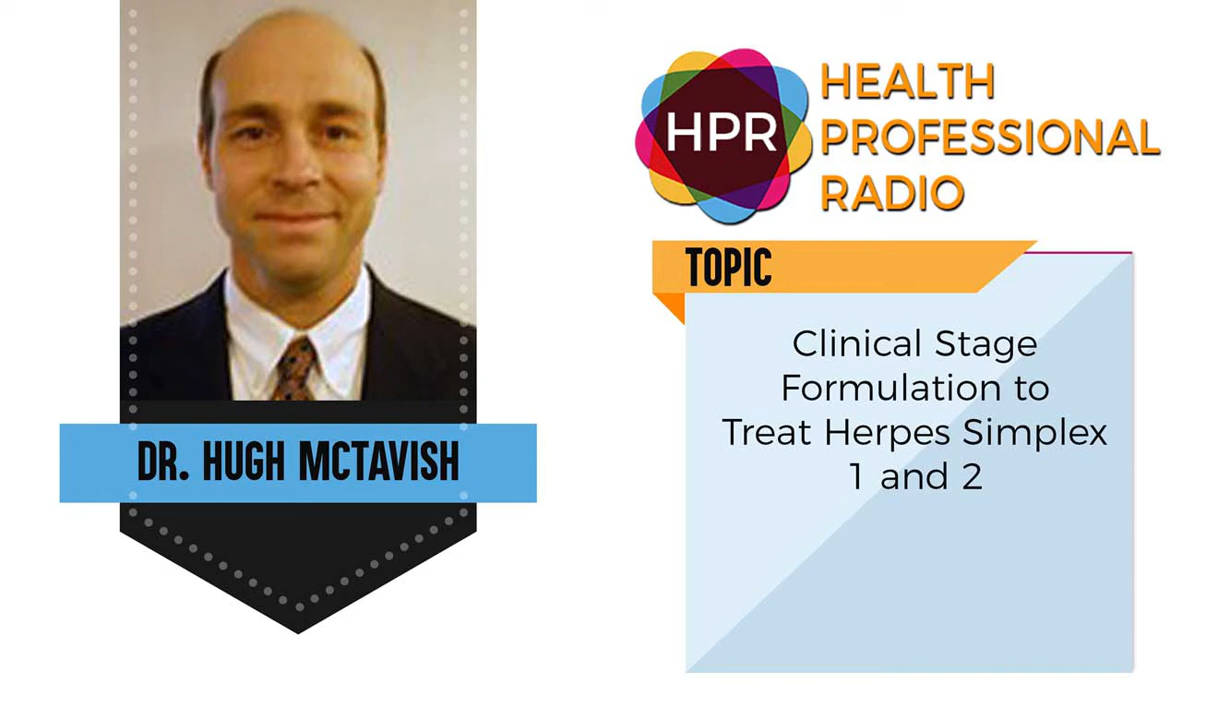 DR. HUGH MCTAVISH
HPR
HEALTH
PROFESSIONAL
RADIO
TOPIC
Clinical Stage
Formulation to
Treat Herpes Simplex
1 and 2